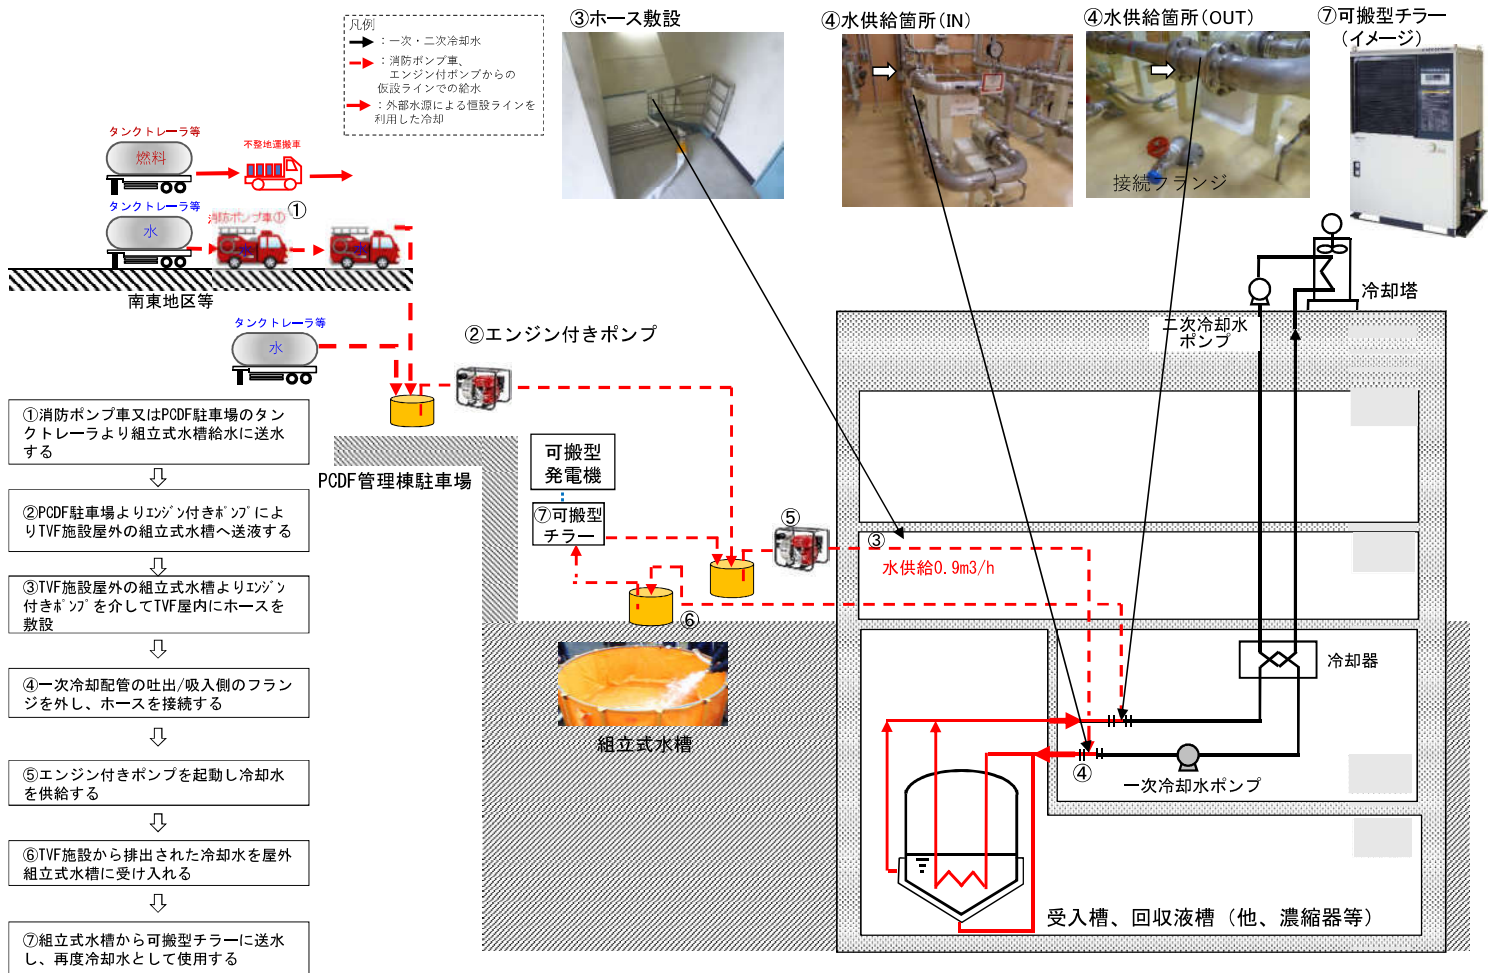 凡例
：一次・二次冷却水
：消防ポンプ車、
エンジン付ポンプからの
仮設ラインでの給水
：外部水源による恒設ラインを
利用した冷却
③ホース敷設
④水供給箇所(IN)
④水供給箇所(OUT)
接続フランジ
⑦可搬型チラー
(イメージ)
タンクトレーラ等
燃料
不整地運搬車
タンクトレーラ等
水
消防ポンプ車①
①
水
水
南東地区等
タンクトレーラ等
水
②エンジン付きポンプ
PCDF管理棟駐車場
可搬型
発電機
⑦可搬型
チラー
⑤
⑥
組立式水槽
③
水供給0.9m3/h
二次冷却水
ポンプ
冷却塔
冷却器
④
一次冷却水ポンプ
受入槽、回収液槽（他、濃縮器等）
①消防ポンプ車又はPCDF駐車場のタン
クトレーラより組立式水槽給水に送水
する
②PCDF駐車場よりｴﾝｼﾞﾝ付きﾎﾟﾝﾌﾟによ
りTVF施設屋外の組立式水槽へ送液する
③TVF施設屋外の組立式水槽よりｴﾝｼﾞﾝ
付きﾎﾟﾝﾌﾟを介してTVF屋内にホースを
敷設
④一次冷却配管の吐出/吸入側のフラン
ジを外し、ホースを接続する
⑤エンジン付きポンプを起動し冷却水
を供給する
⑥TVF施設から排出された冷却水を屋外
組立式水槽に受け入れる
⑦組立式水槽から可搬型チラーに送水
し、再度冷却水として使用する